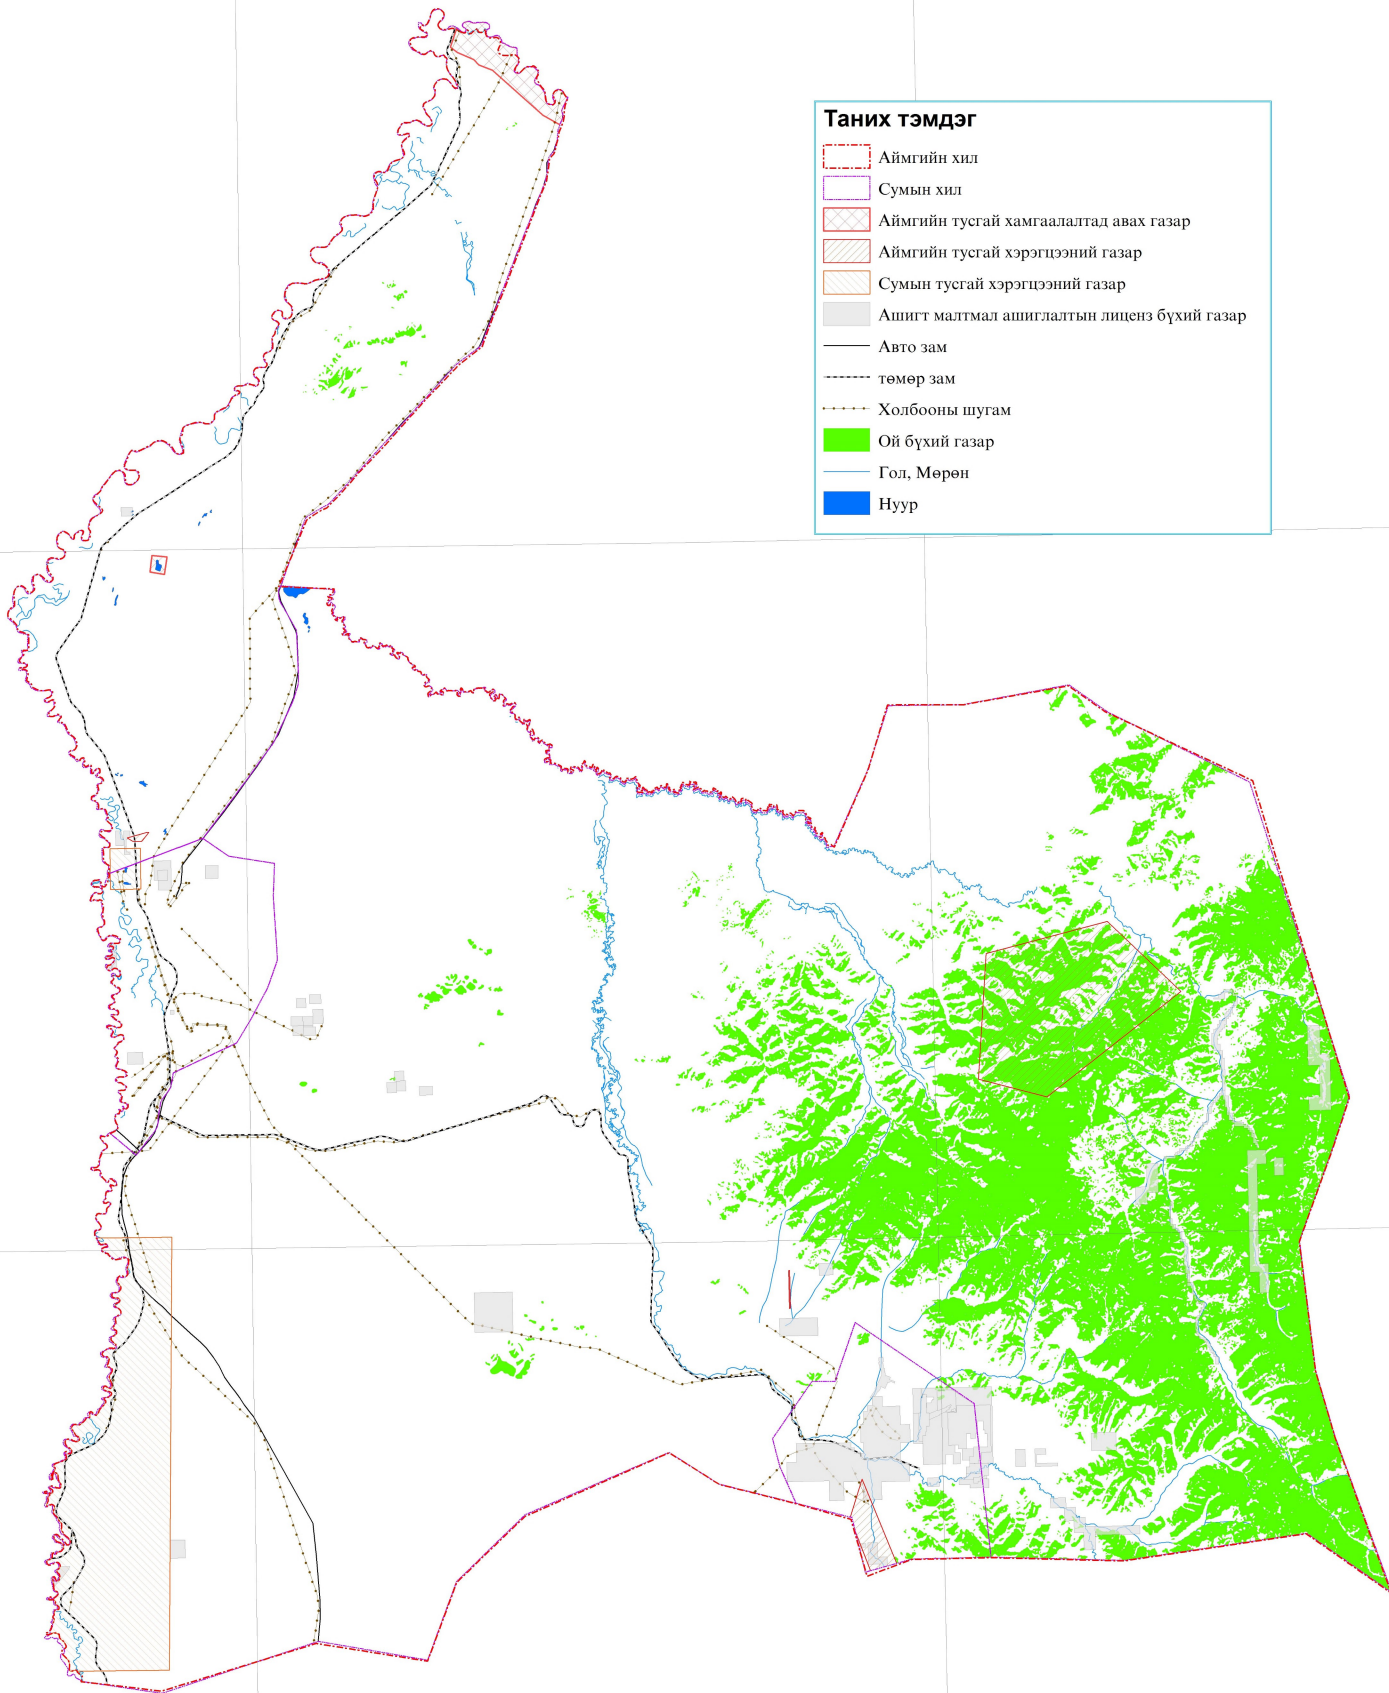 Таних тэмдэг
Аймгийн хил
Сумын хил
Аймгийн тусгай хамгаалалтад авах газар
Аймгийн тусгай хэрэгцээний газар
Сумын тусгай хэрэгцээний газар
Ашигт малтмал ашиглалтын лиценз бүхий газар
Авто зам
төмөр зам
Холбооны шугам
Ой бүхий газар
Гол, Мөрөн
Нуур